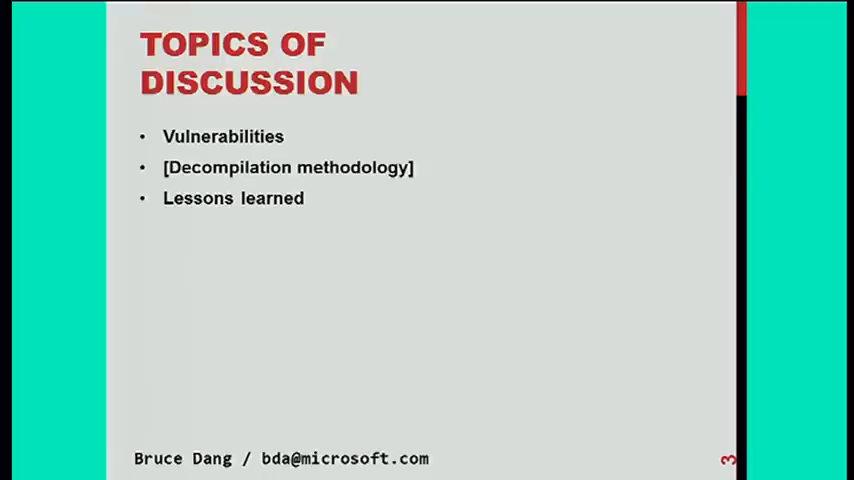 TOPICS OF
DISCUSSION
• Vulnerabilities
• [Decompilation methodology]
• Lessons learned
Bruce Dang / bda@microsoft.com
3